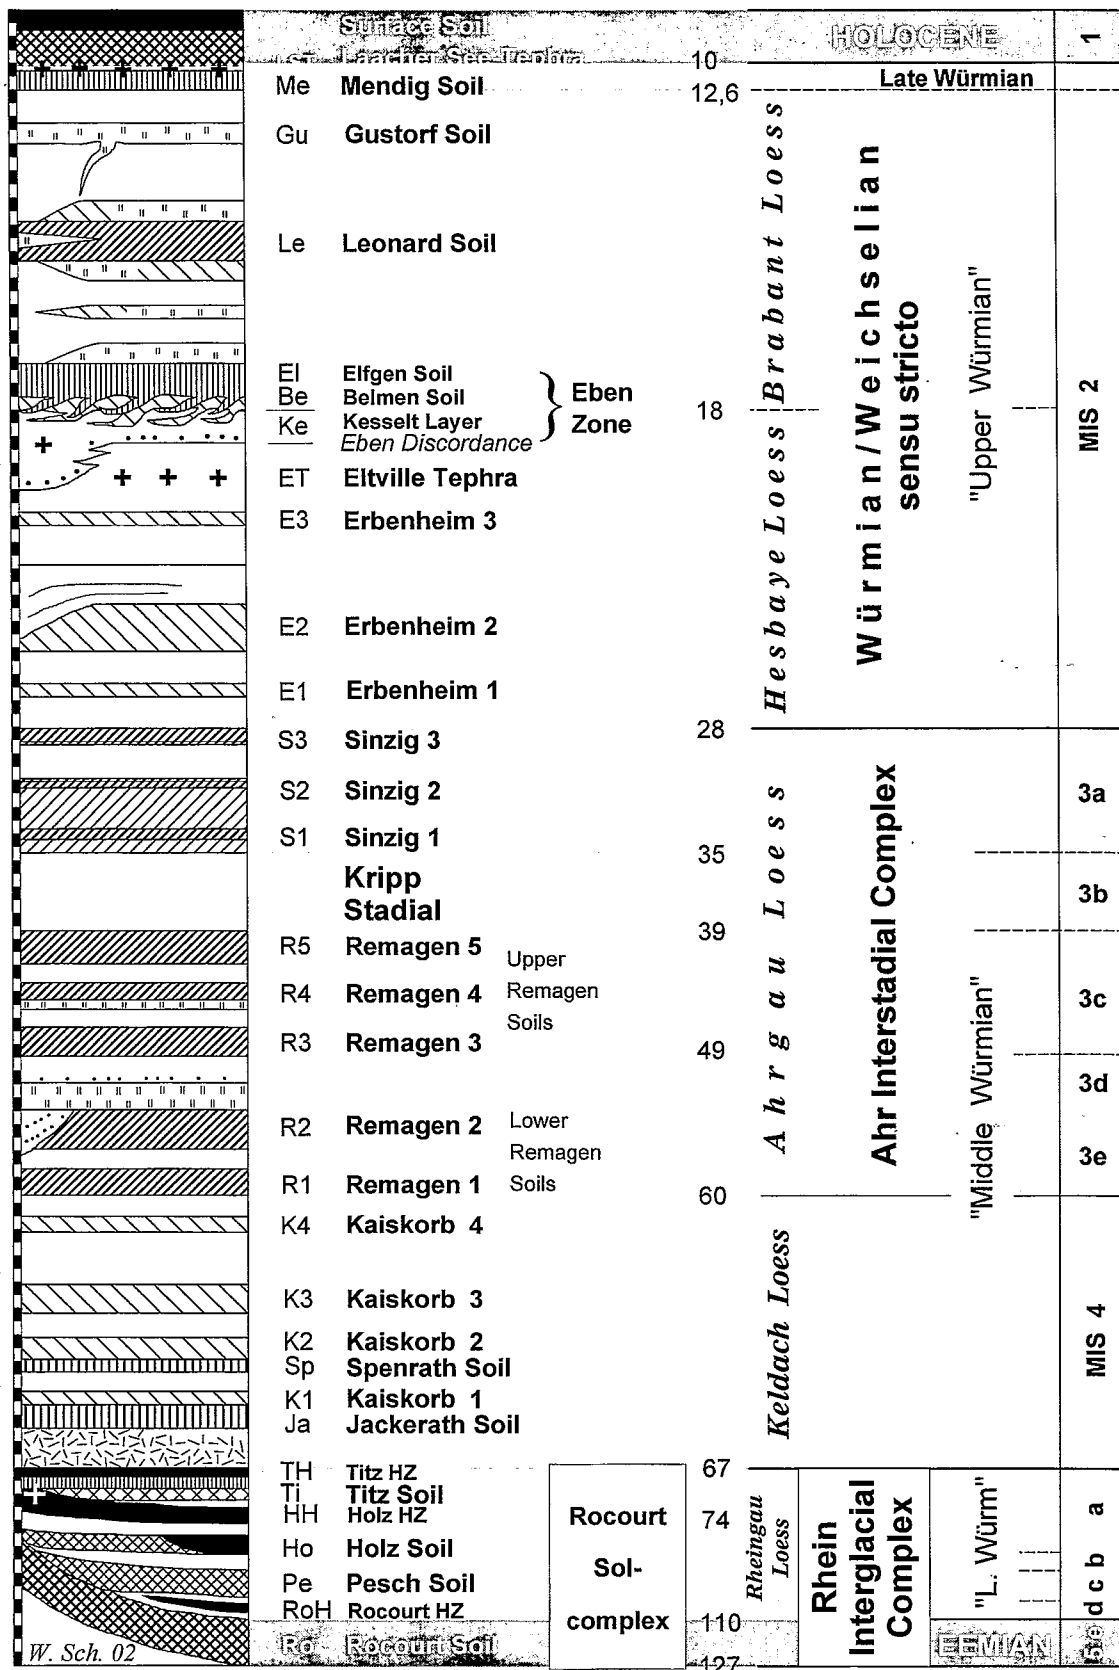 Surface Soil
HOLOCENE
1
LST Laacher See Tephra
10
Late Würmian
Me Mendig Soil
12,6
Gu Gustorf Soil
Le Leonard Soil
Brabant Loess
Würmian/Weichselian
sensu stricto
"Upper Würmian"
MIS 2
El Elfgen Soil
Be Belmen Soil
Ke Kesselt Layer
Eben Discordance
Eben
Zone
18
ET Eltville Tephra
E3 Erbenheim 3
Hesbaye Loess
E2 Erbenheim 2
E1 Erbenheim 1
28
S3 Sinzig 3
S2 Sinzig 2
3a
S1 Sinzig 1
35
Kripp
Stadial
3b
39
Ahrgau Loess
Ahr Interstadial Complex
"Middle Würmian"
R5 Remagen 5
R4 Remagen 4
Upper
Remagen
Soils
3c
R3 Remagen 3
49
3d
R2 Remagen 2
Lower
Remagen
Soils
3e
R1 Remagen 1
60
K4 Kaiskorb 4
K3 Kaiskorb 3
Keldach Loess
MIS 4
K2 Kaiskorb 2
Sp Spenrath Soil
K1 Kaiskorb 1
Ja Jackerath Soil
67
TH Titz HZ
Ti Titz Soil
HH Holz HZ
74
Ho Holz Soil
Pe Pesch Soil
RoH Rocourt HZ
110
Ro Rocourt Soil
127
Rocourt
Sol-
complex
Rheingau
Loess
Rhein
Interglacial
Complex
"L. Würm"
a
b
c
d
EEMIAN
5e
W. Sch. 02